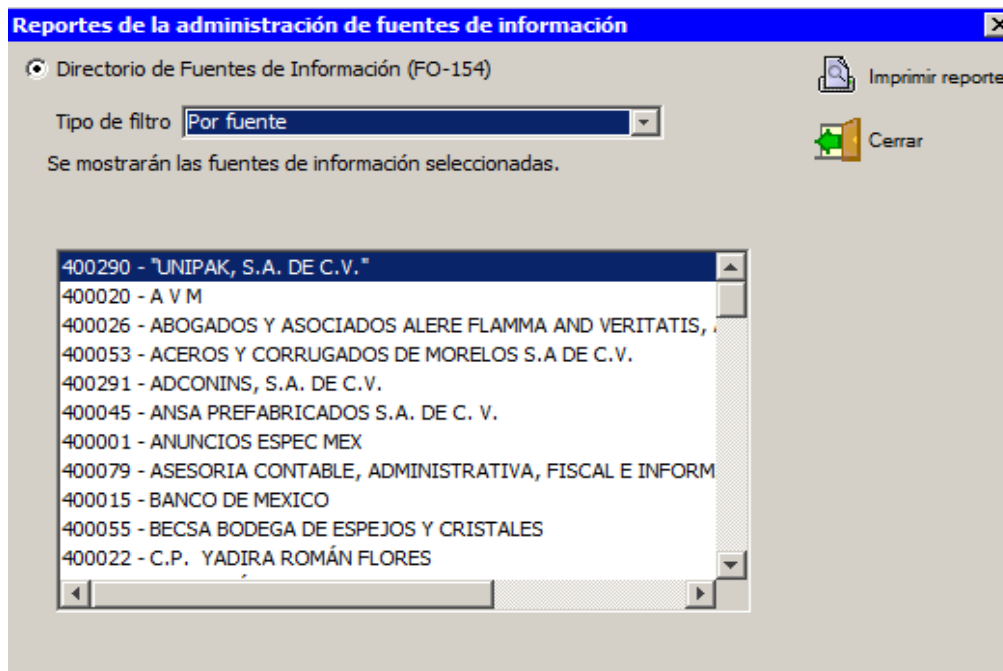 Reportes de la administración de fuentes de información
Directorio de Fuentes de Información (FO-154)
Imprimir reporte
Tipo de filtro Por fuente
Cerrar
Se mostrarán las fuentes de información seleccionadas.
400290 - "UNIPAK, S.A. DE C.V."
400020 - A V M
400026 - ABOGADOS Y ASOCIADOS ALERE FLAMMA AND VERITATIS,
400053 - ACEROS Y CORRUGADOS DE MORELOS S.A DE C.V.
400291 - ADCONINS, S.A. DE C.V.
400045 - ANSA PREFABRICADOS S.A. DE C. V.
400001 - ANUNCIOS ESPEC MEX
400079 - ASESORIA CONTABLE, ADMINISTRATIVA, FISCAL E INFORM
400015 - BANCO DE MEXICO
400055 - BECSA BODEGA DE ESPEJOS Y CRISTALES
400022 - C.P.  YADIRA ROMÁN FLORES